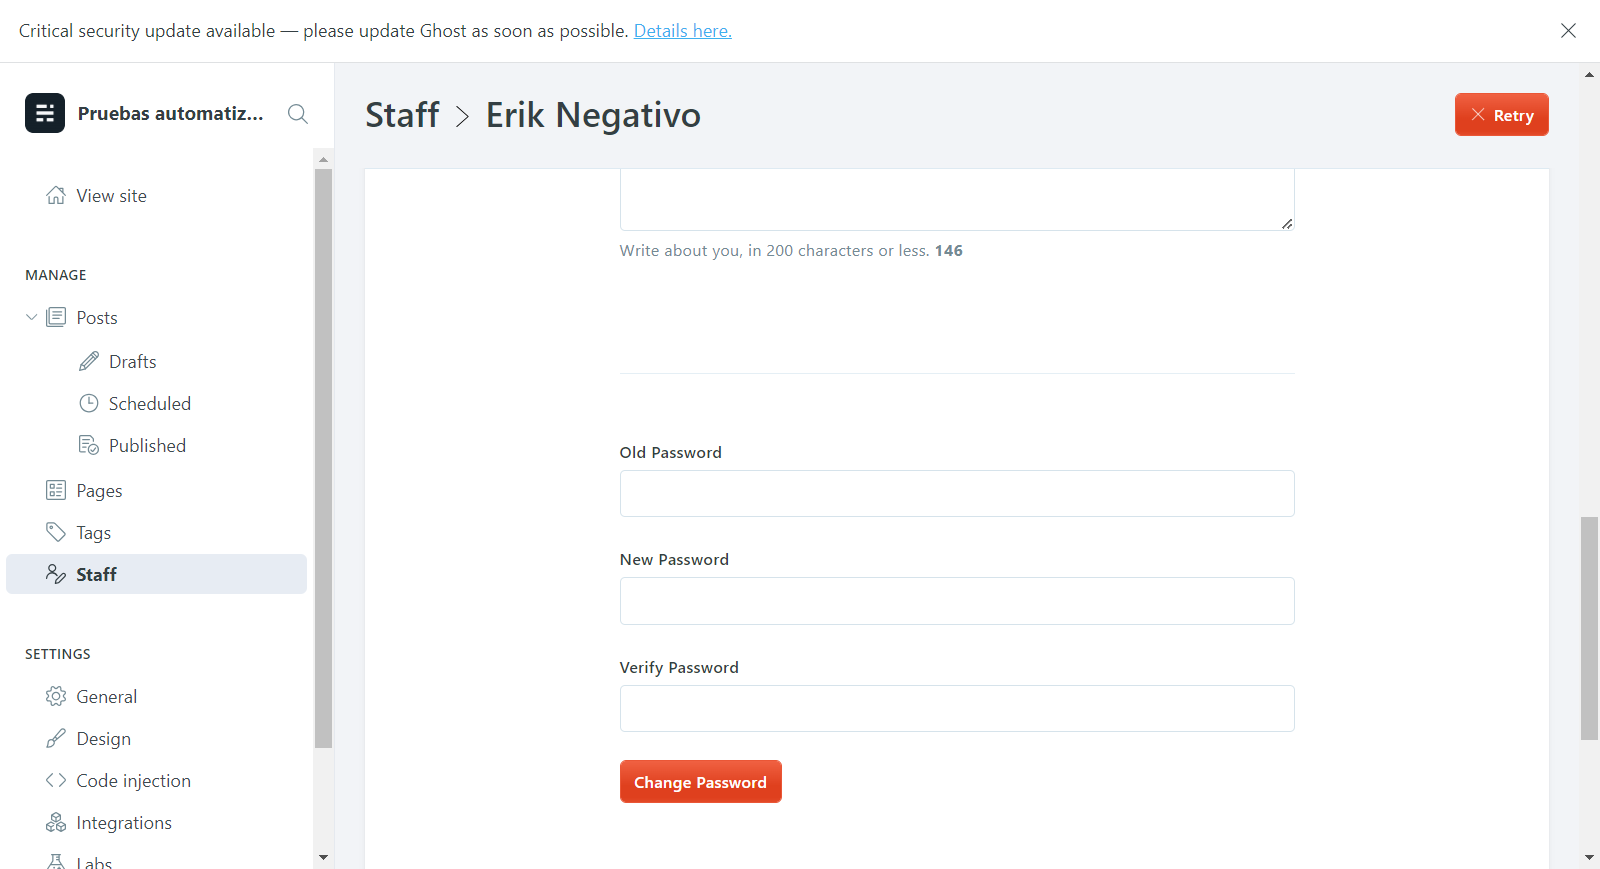 Critical security update available — please update Ghost as soon as possible. Details here.
Pruebas automatiz...
View site
MANAGE
Posts
Drafts
Scheduled
Published
Pages
Tags
Staff
SETTINGS
General
Design
Code injection
Integrations
Labs
Staff > Erik Negativo
Retry
Write about you, in 200 characters or less. 146
Old Password
New Password
Verify Password
Change Password